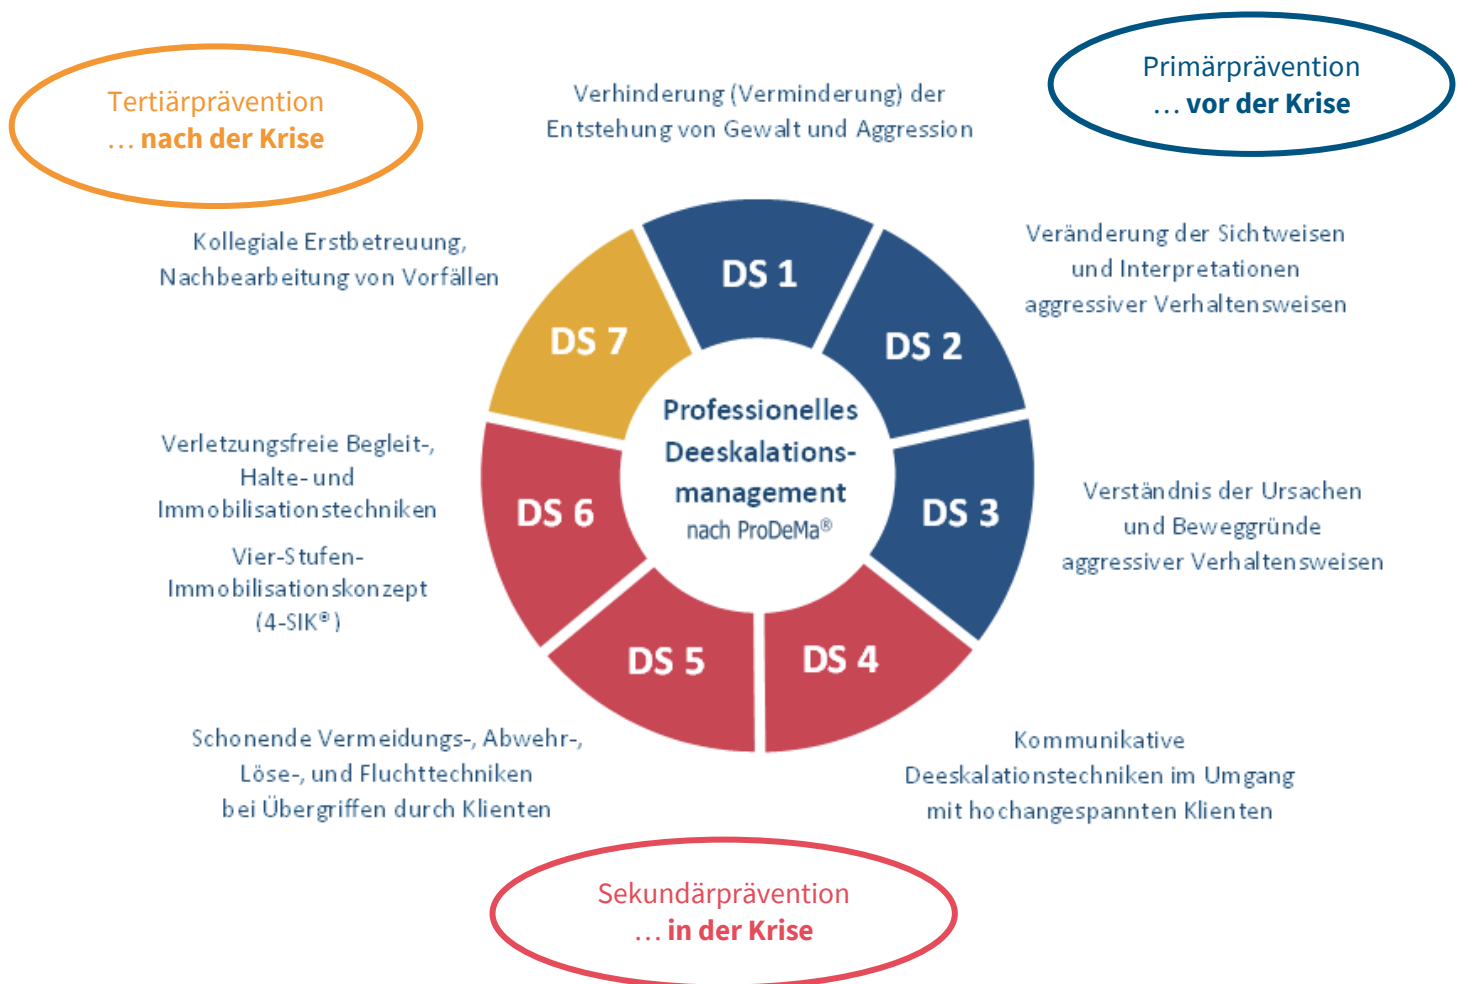 Tertiärprävention
… nach der Krise
Primärprävention
… vor der Krise
Verhinderung (Verminderung) der
Entstehung von Gewalt und Aggression
Kollegiale Erstbetreuung,
Nachbearbeitung von Vorfällen
Veränderung der Sichtweisen
und Interpretationen
aggressiver Verhaltensweisen
DS 1
DS 2
DS 3
DS 4
DS 5
DS 6
DS 7
Professionelles
Deeskalations-
management
nach ProDeMa®
Verletzungsfreie Begleit-,
Halte- und
Immobilisationstechniken
Vier-Stufen-
Immobilisationskonzept
(4-SIK®)
Verständnis der Ursachen
und Beweggründe
aggressiver Verhaltensweisen
Schonende Vermeidungs-, Abwehr-,
Löse-, und Fluchttechniken
bei Übergriffen durch Klienten
Kommunikative
Deeskalationstechniken im Umgang
mit hochangespannten Klienten
Sekundärprävention
… in der Krise